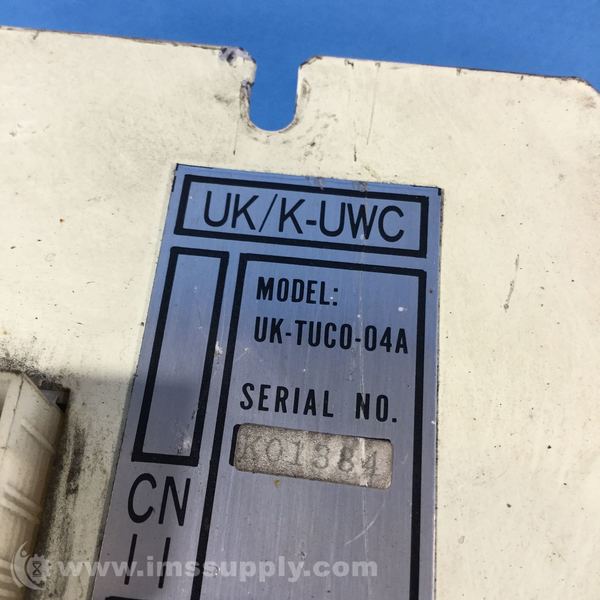 UK/K-UWC
MODEL:
UK-TUCO-04A
SERIAL NO.
K01384
CN
11
www.imssupply.com